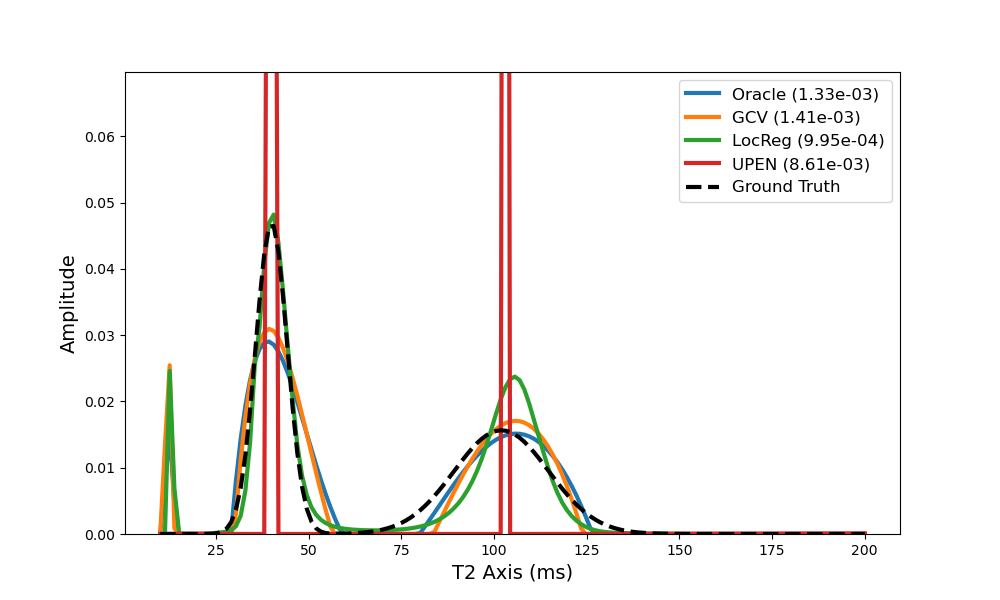 Oracle (1.33e-03)
GCV (1.41e-03)
LocReg (9.95e-04)
UPEN (8.61e-03)
Ground Truth
Amplitude
0.06
0.05
0.04
0.03
0.02
0.01
0.00
25 50 75 100 125 150 175 200
T2 Axis (ms)